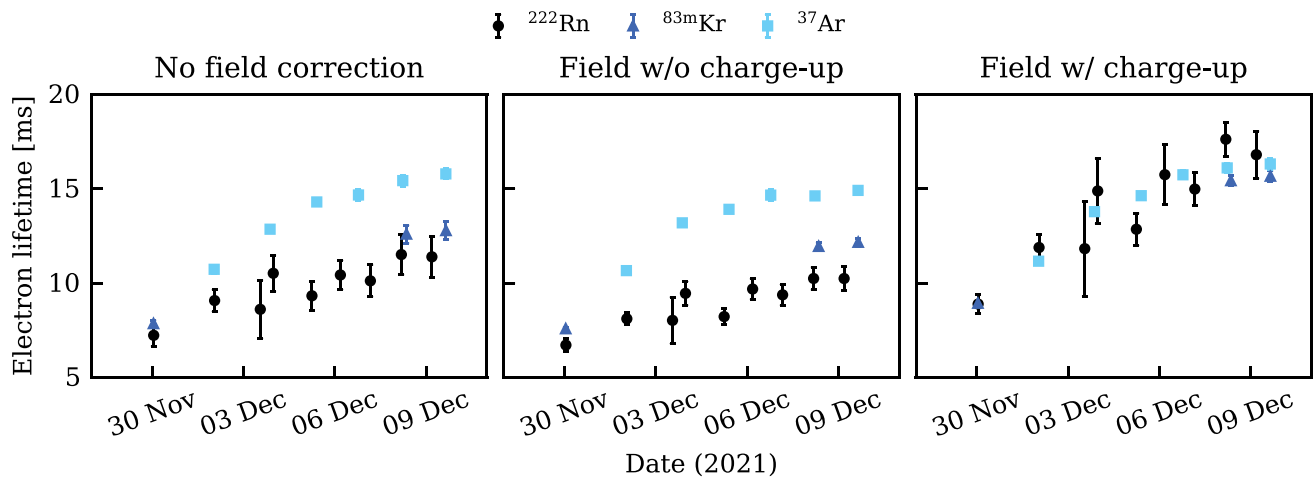 ²²²Rn ⁸³ᵐKr ³⁷Ar
No field correction Field w/o charge-up Field w/ charge-up
Electron lifetime [ms]
20
15
10
5
30 Nov 03 Dec 06 Dec 09 Dec 30 Nov 03 Dec 06 Dec 09 Dec 30 Nov 03 Dec 06 Dec 09 Dec
Date (2021)